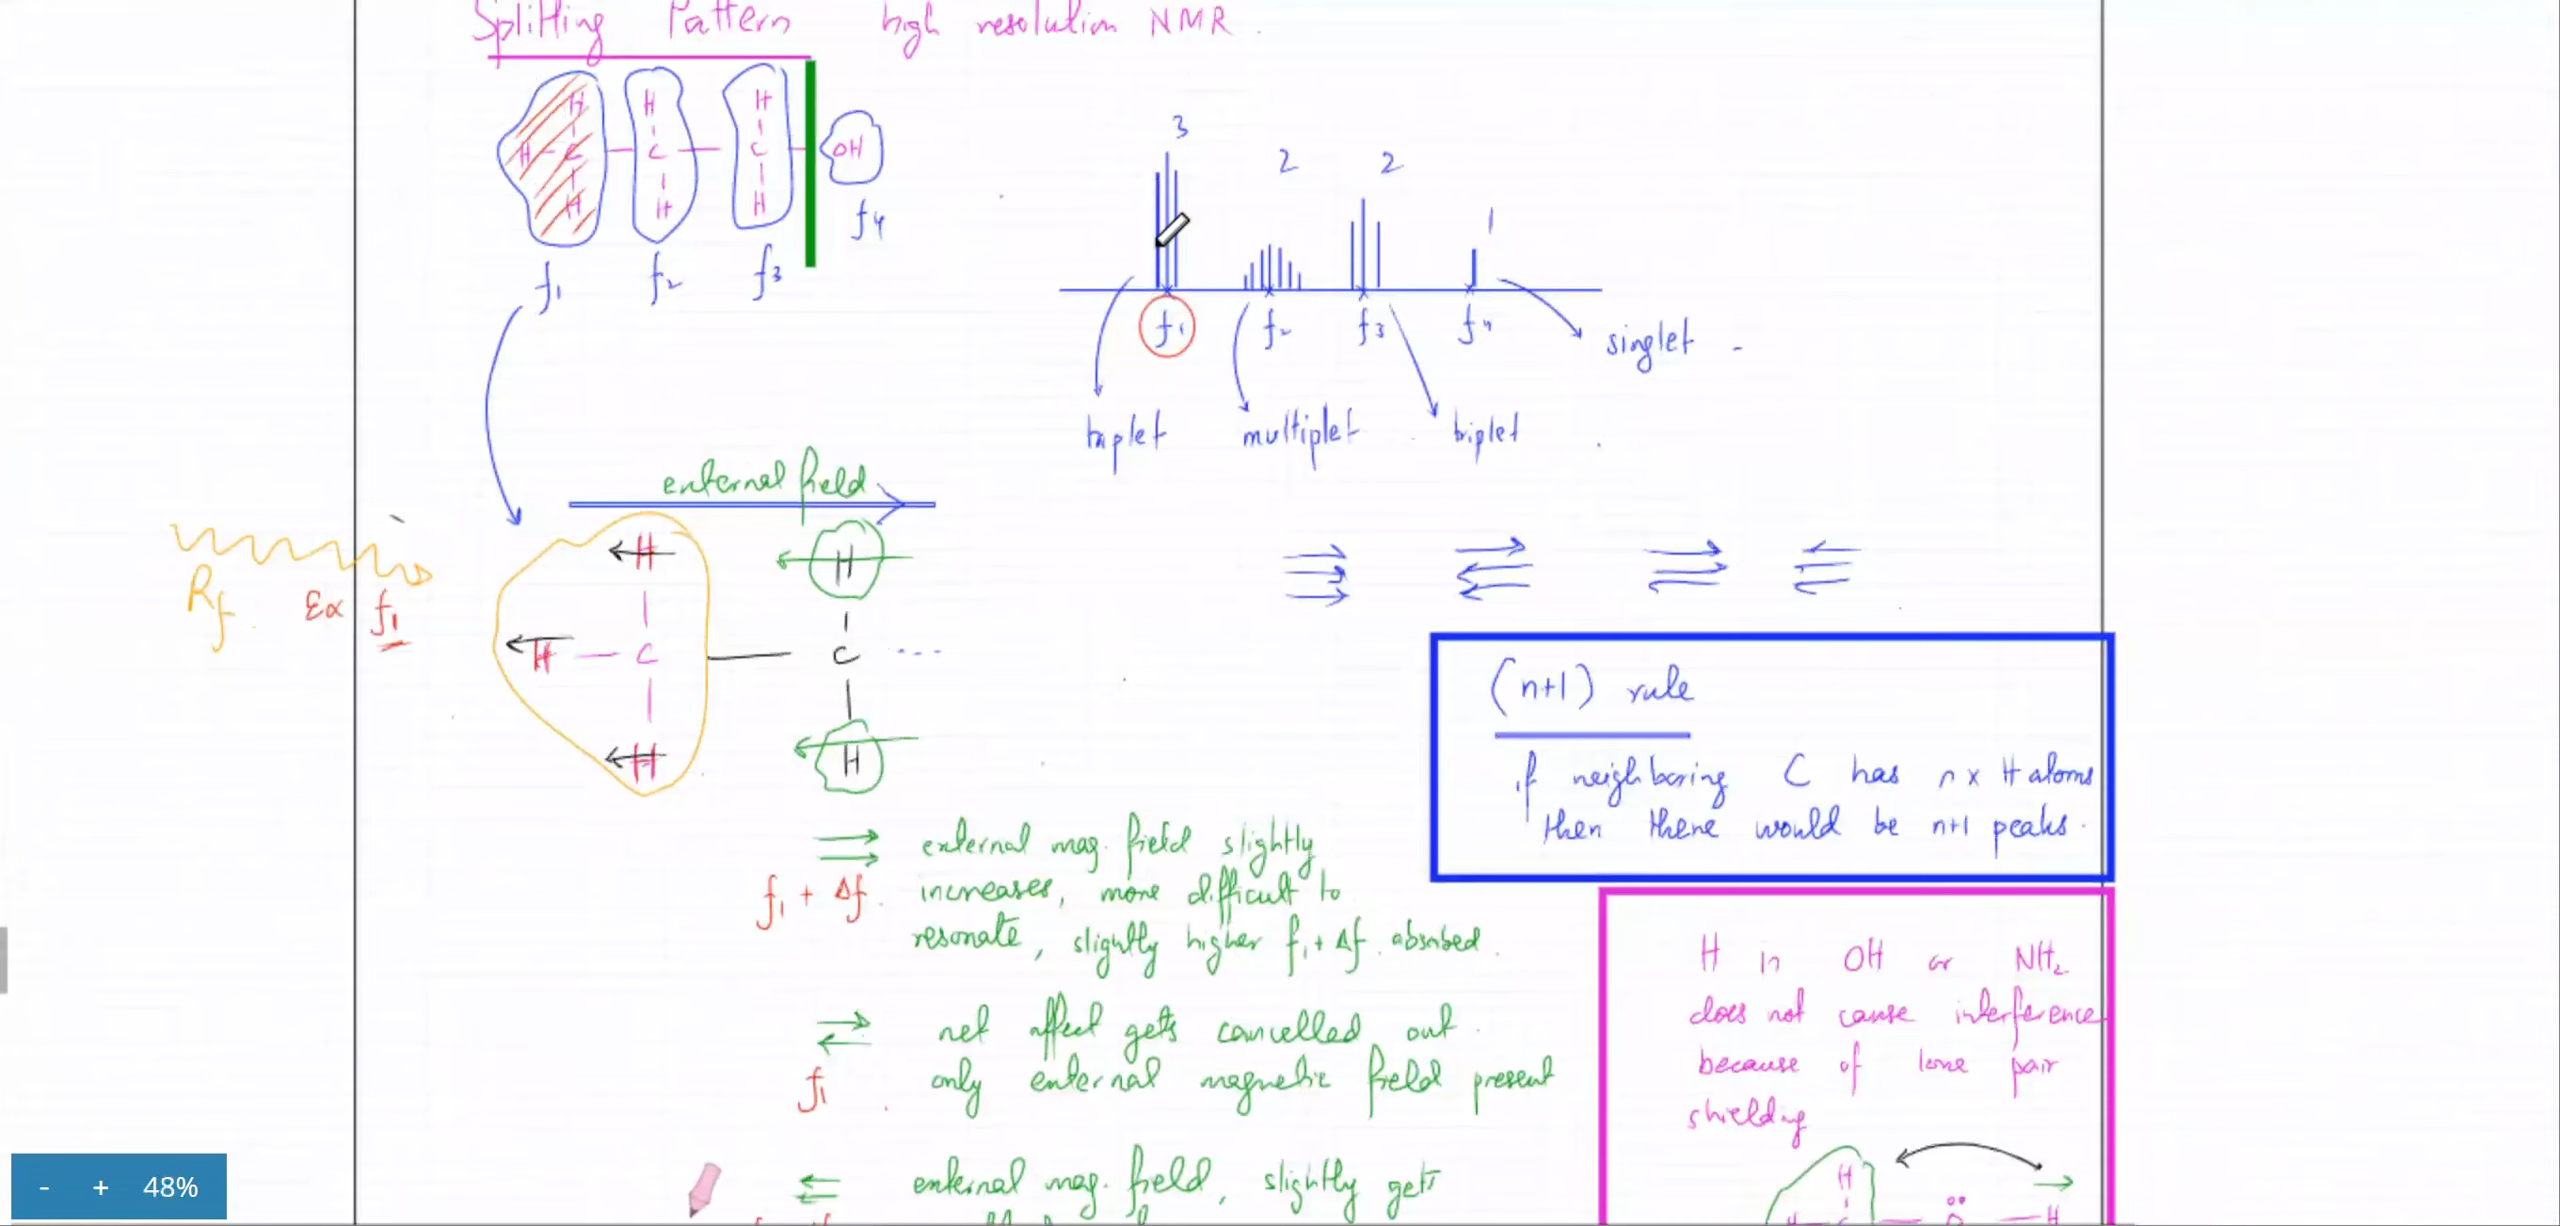 Splitting Pattern high resolution NMR.
H H H
H - C - C - C - OH
H H H
f1 f2 f3 f4
3 2 2 1
f1 f2 f3 f4
singlet -
triplet multiplet triplet
external field
H H
Rf. Ex f1
H - C - C ...
H H
(n+1) rule
if neighboring C has n x H atoms
then there would be n+1 peaks.
external mag. field slightly
f1 + Δf. increases, more difficult to
resonate, slightly higher f1 + Δf. absorbed.
H in OH or NH2
does not cause interference
because of lone pair
shielding
net affect gets cancelled out.
f1. only external magnetic field present
external mag. field, slightly gets
H
H
- + 48%